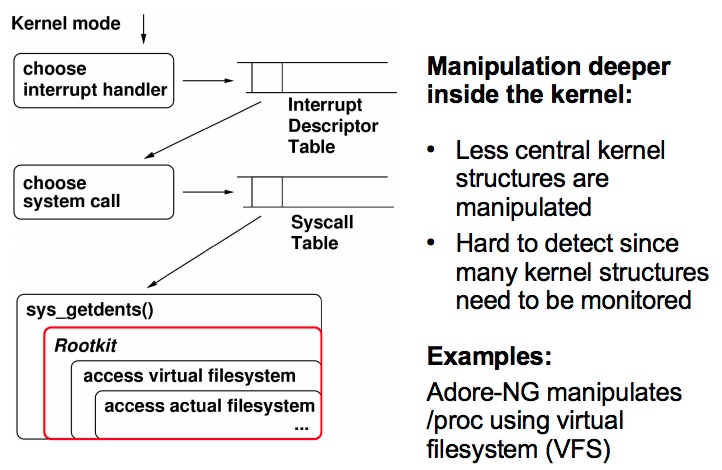 Kernel mode
choose
interrupt handler
Interrupt
Descriptor
Table
choose
system call
Syscall
Table
sys_getdents()
Rootkit
access virtual filesystem
access actual filesystem
...
Manipulation deeper
inside the kernel:
• Less central kernel
structures are
manipulated
• Hard to detect since
many kernel structures
need to be monitored
Examples:
Adore-NG manipulates
/proc using virtual
filesystem (VFS)